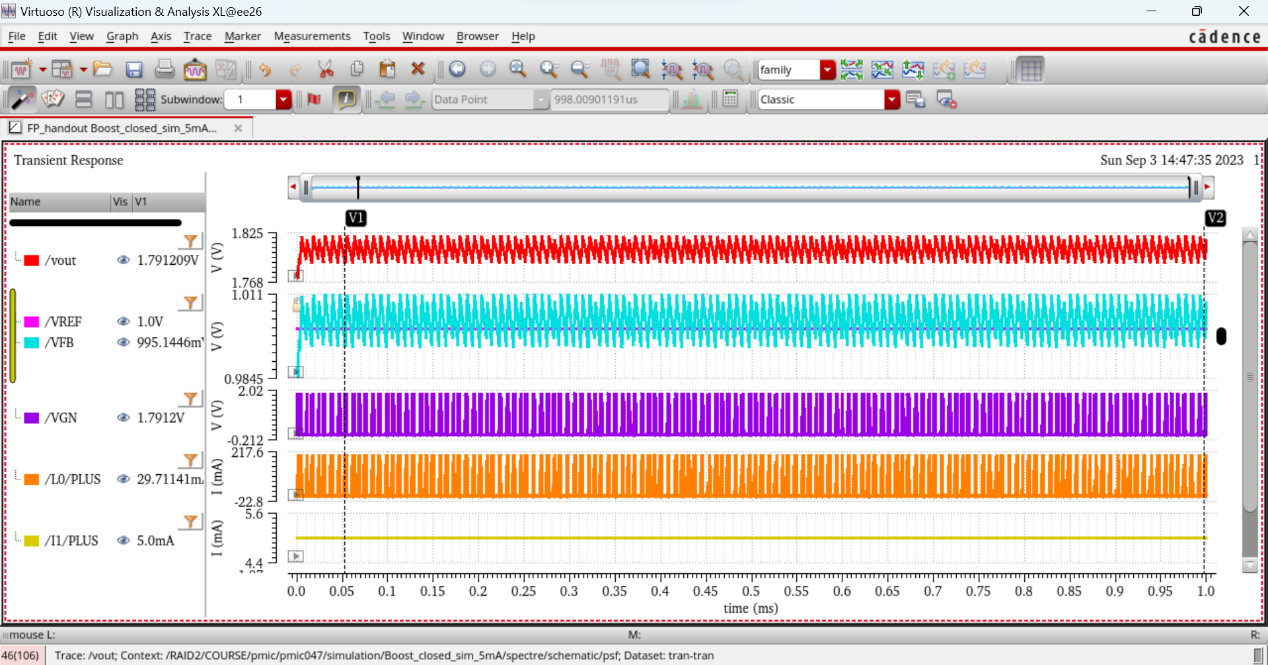 Virtuoso (R) Visualization & Analysis XL@ee26
File Edit View Graph Axis Trace Marker Measurements Tools Window Browser Help
cādence
family
Subwindow: 1 Data Point 998.00901191us Classic
FP_handout Boost_closed_sim_5mA...
Transient Response
Sun Sep 3 14:47:35 2023 1
Name Vis V1
V1 V2
/vout 1.791209V
V (V)
1.825
1.768
/VREF 1.0V
/VFB 995.1446m
V (V)
1.011
0.9845
/VGN 1.7912V
V (V)
2.02
-0.212
/L0/PLUS 29.71141m
I (mA)
217.6
-22.8
/I1/PLUS 5.0mA
I (mA)
5.6
4.4
0.0 0.05 0.1 0.15 0.2 0.25 0.3 0.35 0.4 0.45 0.5 0.55 0.6 0.65 0.7 0.75 0.8 0.85 0.9 0.95 1.0
time (ms)
mouse L: M: R:
46(106) Trace: /vout; Context: /RAID2/COURSE/pmic/pmic047/simulation/Boost_closed_sim_5mA/spectre/schematic/psf; Dataset: tran-tran